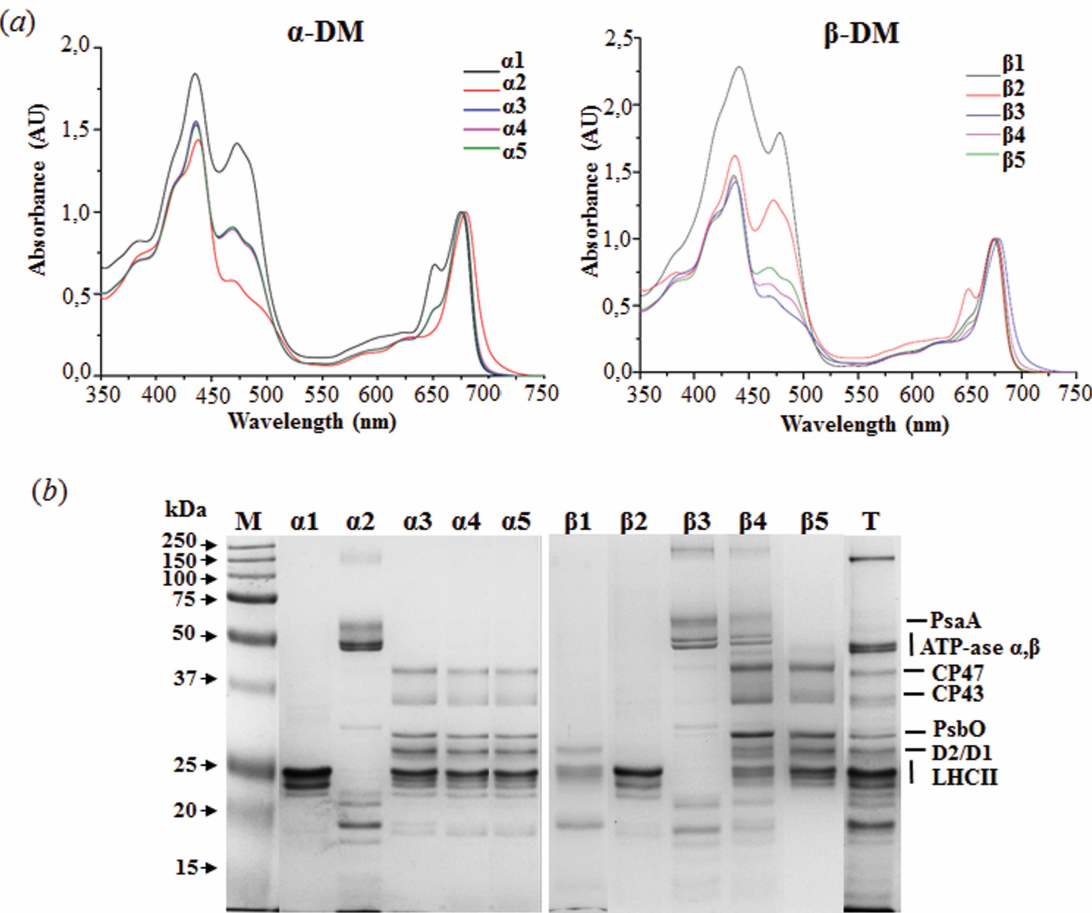 (a)
α-DM
Absorbance (AU)
2,0
1,5
1,0
0,5
0,0
350 400 450 500 550 600 650 700 750
Wavelength (nm)
α1
α2
α3
α4
α5
β-DM
Absorbance (AU)
2,5
2,0
1,5
1,0
0,5
0,0
350 400 450 500 550 600 650 700 750
Wavelength (nm)
β1
β2
β3
β4
β5
(b)
kDa M α1 α2 α3 α4 α5 β1 β2 β3 β4 β5 T
250
150
100
75
50
37
25
20
15
PsaA
ATP-ase α,β
CP47
CP43
PsbO
D2/D1
LHCII